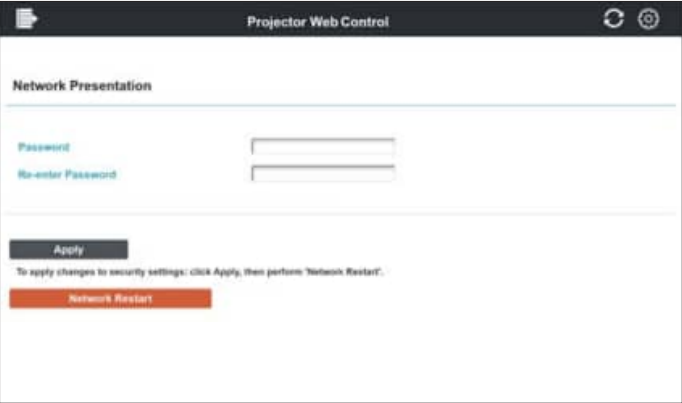 Projector Web Control
Network Presentation
Password
Re-enter Password
Apply
To apply changes to security settings: click Apply, then perform 'Network Restart'.
Network Restart